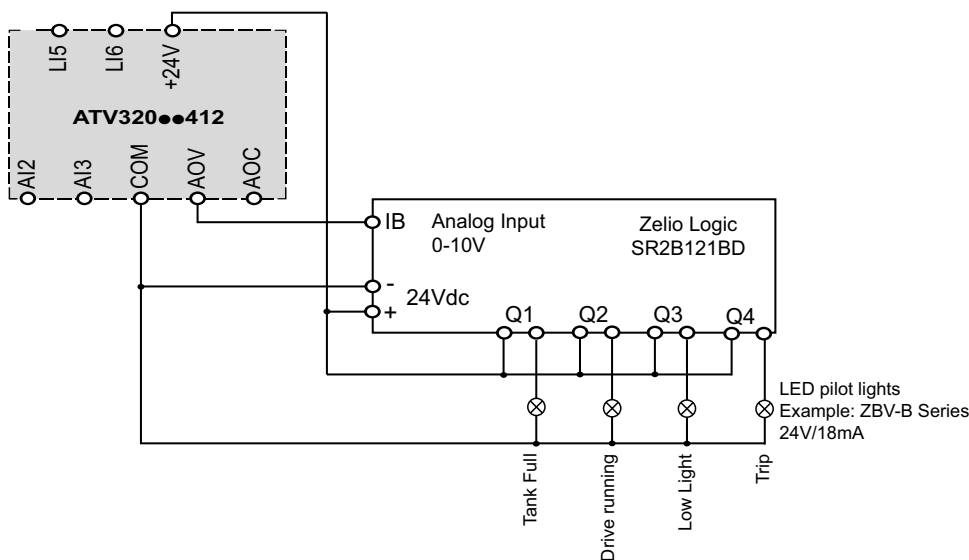 LI5
LI6
+24V
ATV320●●412
AI2
AI3
COM
AOV
AOC
IB
Analog Input
0-10V
Zelio Logic
SR2B121BD
-
24Vdc
+
Q1
Q2
Q3
Q4
LED pilot lights
Example: ZBV-B Series
24V/18mA
Tank Full
Drive running
Low Light
Trip